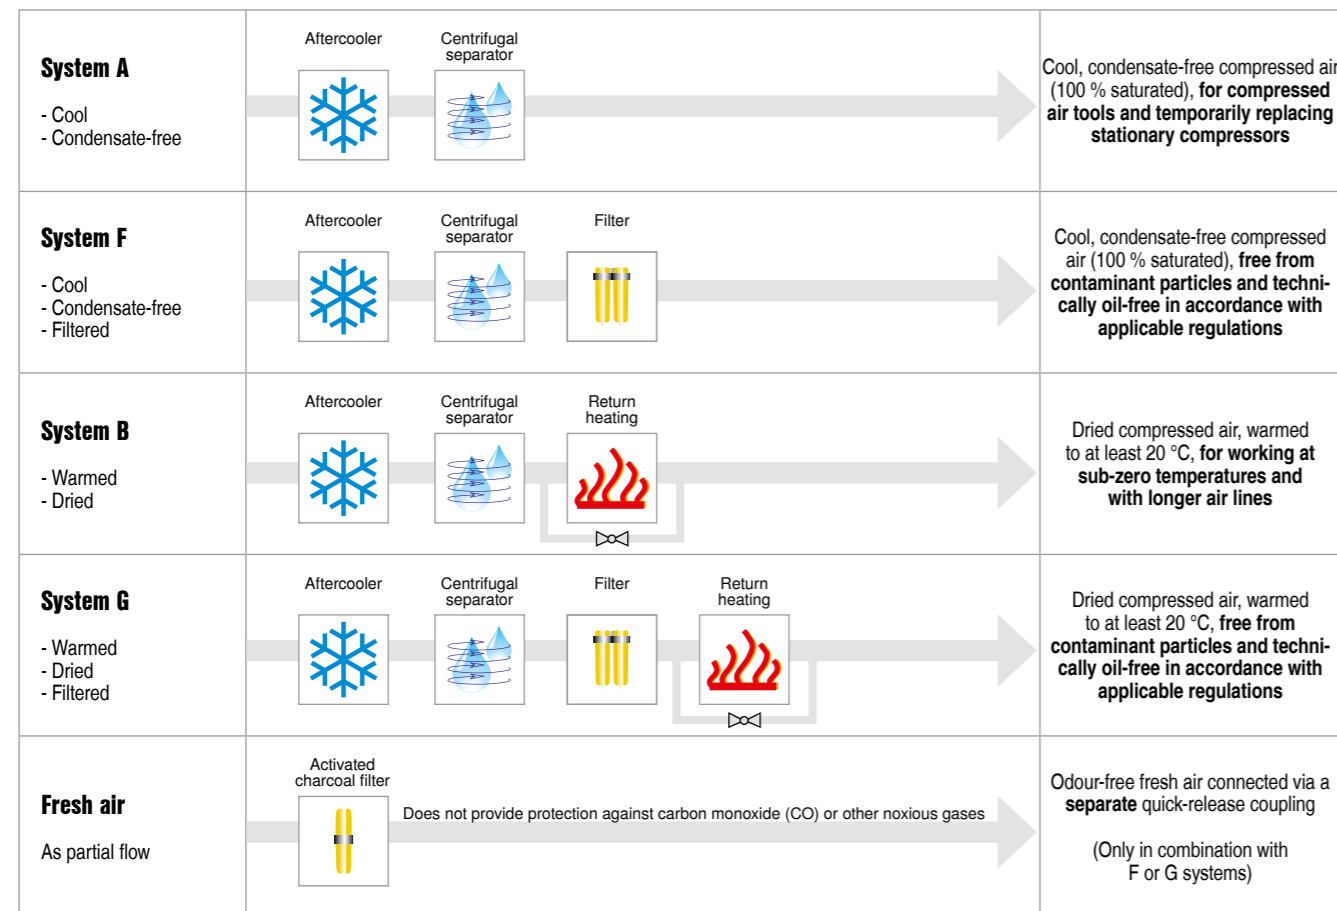 System A
- Cool
- Condensate-free
Aftercooler
Centrifugal
separator
Cool, condensate-free compressed air
(100 % saturated), for compressed
air tools and temporarily replacing
stationary compressors
System F
- Cool
- Condensate-free
- Filtered
Aftercooler
Centrifugal
separator
Filter
Cool, condensate-free compressed
air (100 % saturated), free from
contaminant particles and techni-
cally oil-free in accordance with
applicable regulations
System B
- Warmed
- Dried
Aftercooler
Centrifugal
separator
Return
heating
Dried compressed air, warmed
to at least 20 °C, for working at
sub-zero temperatures and
with longer air lines
System G
- Warmed
- Dried
- Filtered
Aftercooler
Centrifugal
separator
Filter
Return
heating
Dried compressed air, warmed
to at least 20 °C, free from
contaminant particles and techni-
cally oil-free in accordance with
applicable regulations
Fresh air
As partial flow
Activated
charcoal filter
Does not provide protection against carbon monoxide (CO) or other noxious gases
Odour-free fresh air connected via a
separate quick-release coupling
(Only in combination with
F or G systems)